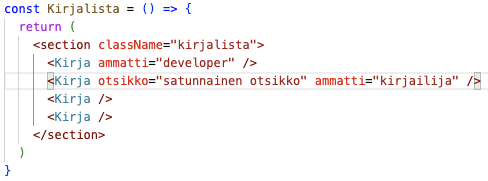 const Kirjalista = () => {
return (
<section className="kirjalista">
<Kirja ammatti="developer" />
<Kirja otsikko="satunnainen otsikko" ammatti="kirjailija" />
<Kirja />
<Kirja />
</section>
)
}